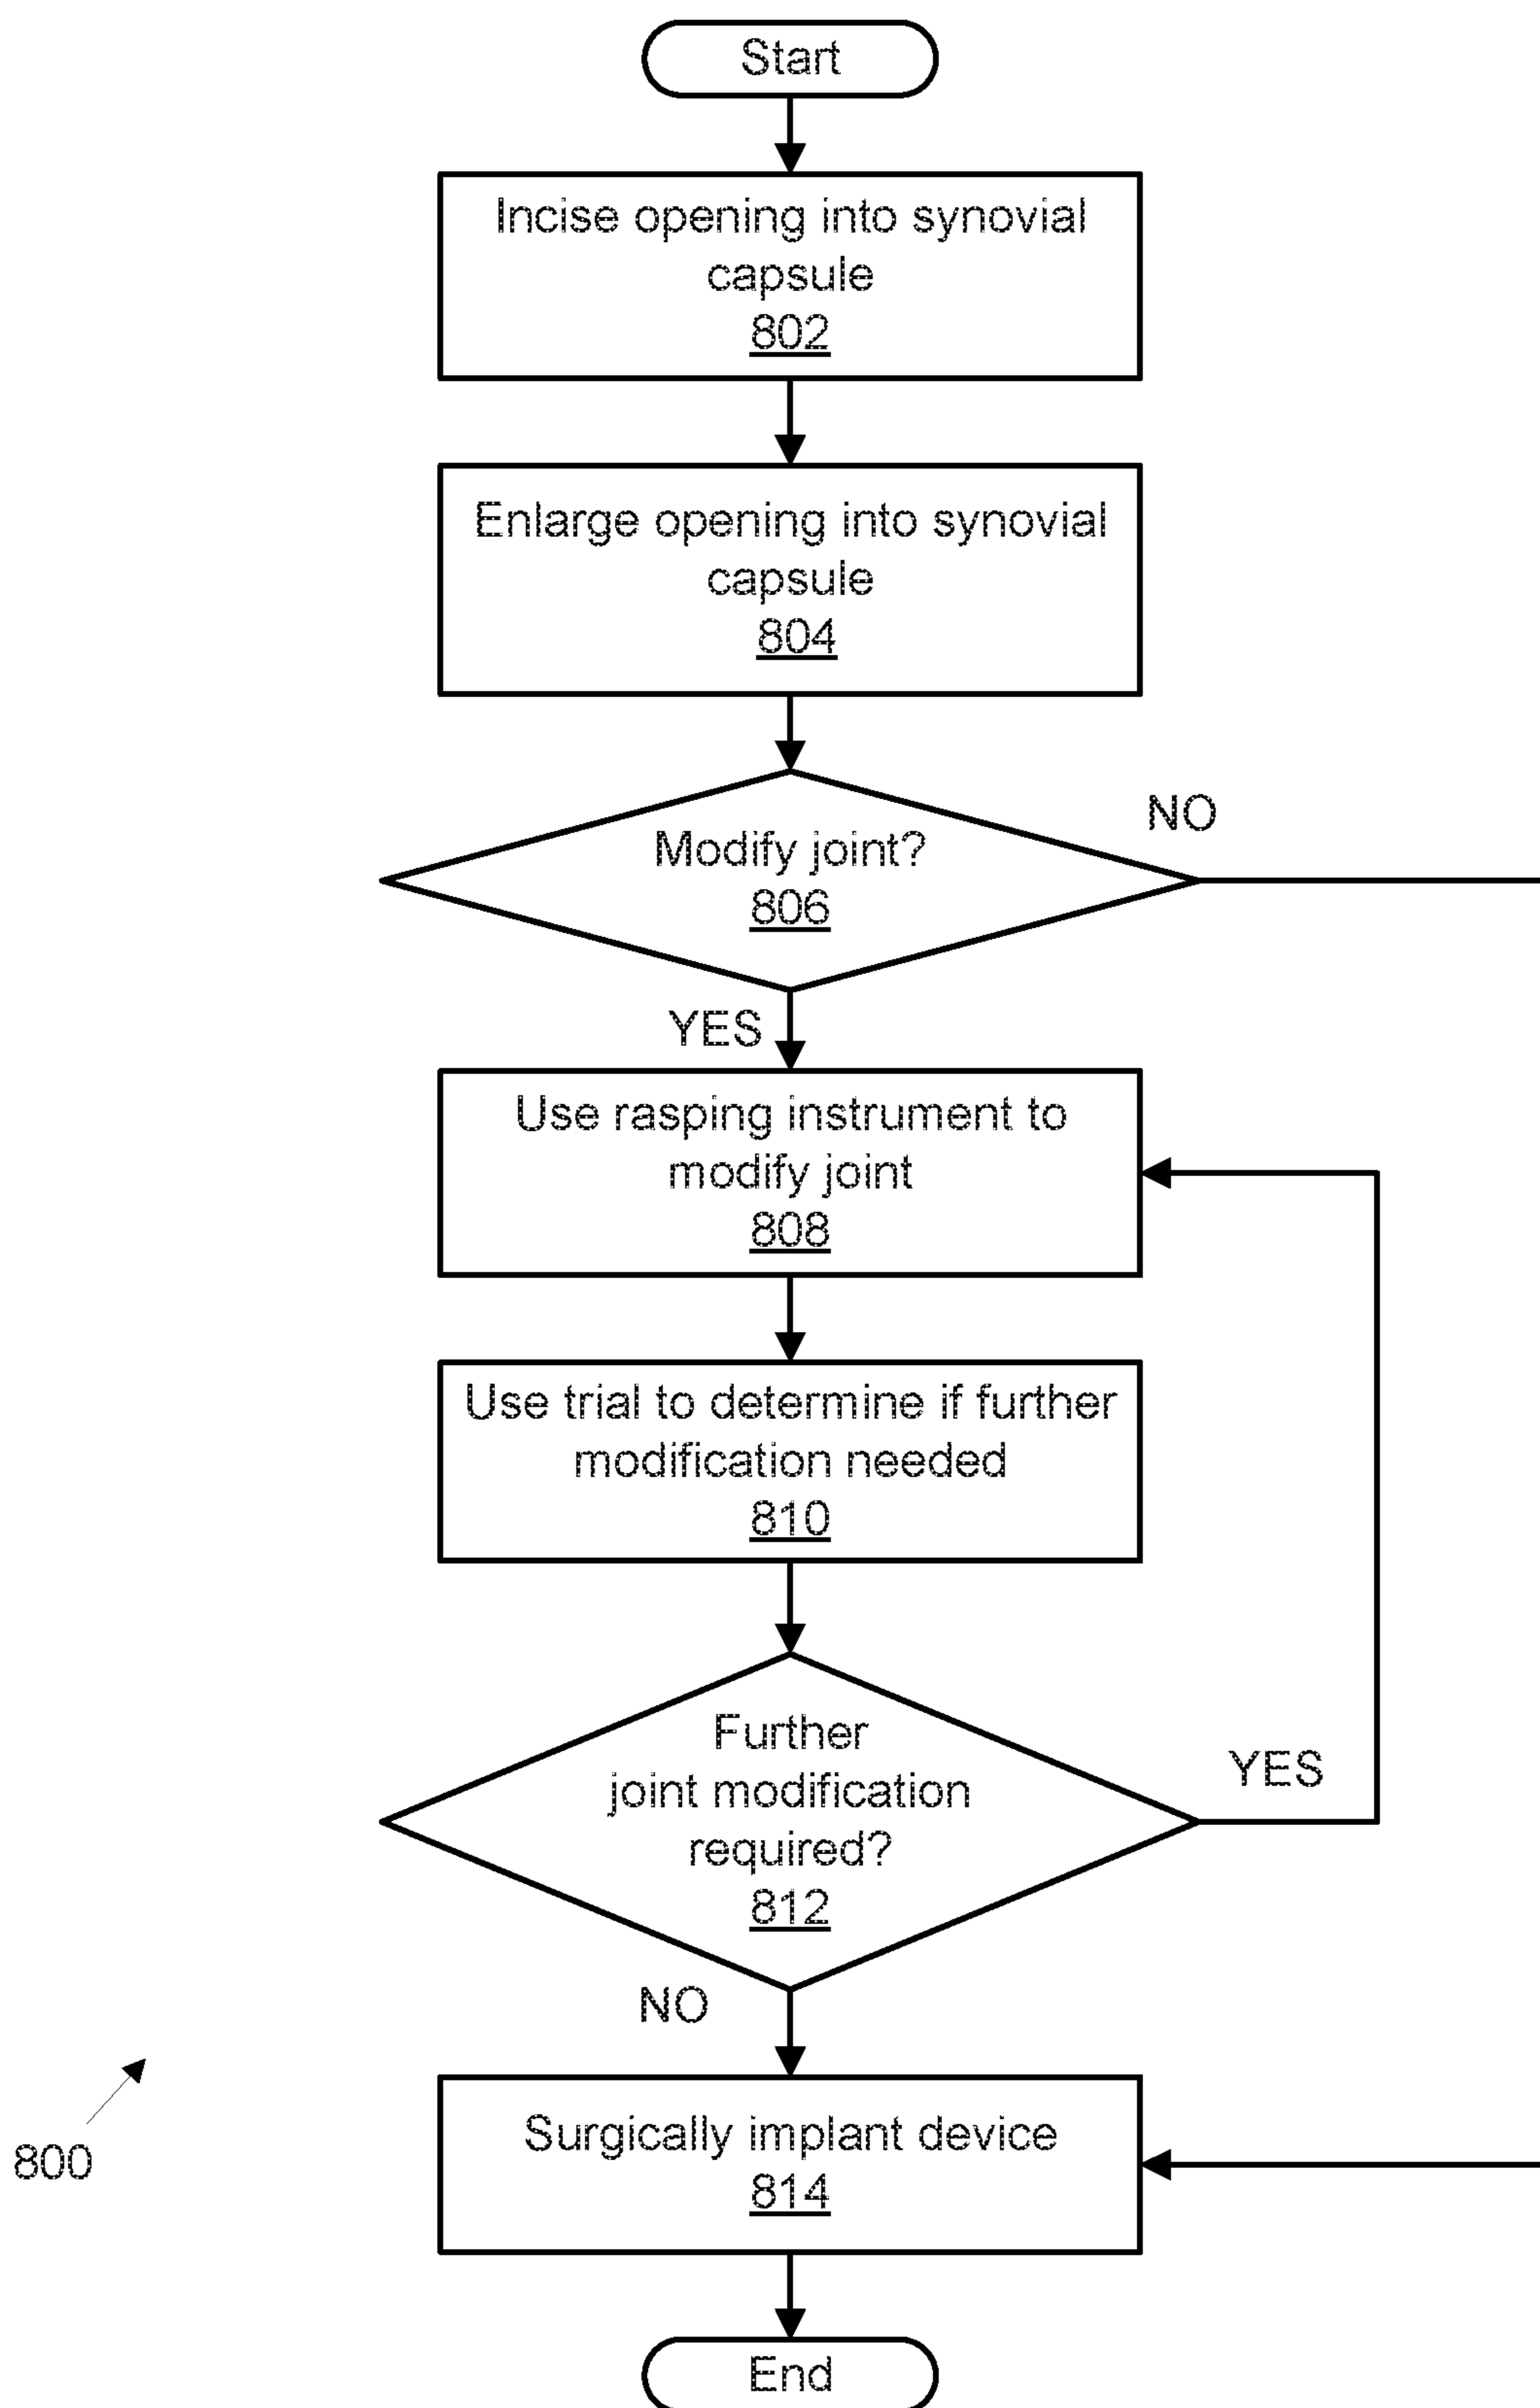 Start
Incise opening into synovial
capsule
802
Enlarge opening into synovial
capsule
804
Modify joint?
806
NO
YES
Use rasping instrument to
modify joint
808
Use trial to determine if further
modification needed
810
Further
joint modification
required?
812
YES
NO
Surgically implant device
814
800
End